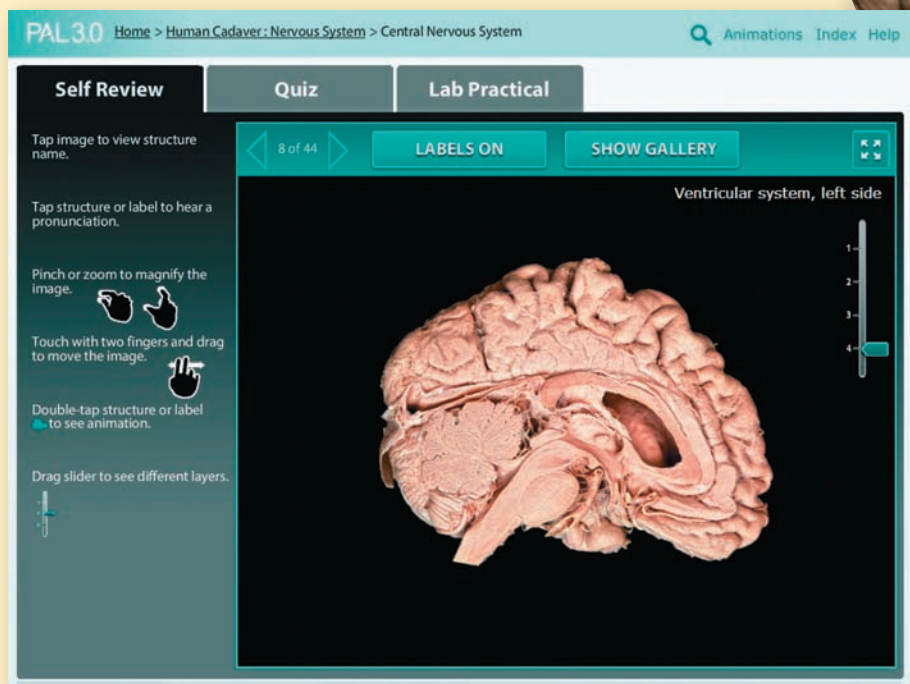 PAL 3.0 Home > Human Cadaver : Nervous System > Central Nervous System
Animations Index Help
Self Review
Quiz
Lab Practical
Tap image to view structure
name.
Tap structure or label to hear a
pronunciation.
Pinch or zoom to magnify the
image.
Touch with two fingers and drag
to move the image.
Double-tap structure or label
to see animation.
Drag slider to see different layers.
8 of 44
LABELS ON
SHOW GALLERY
Ventricular system, left side
1
2
3
4